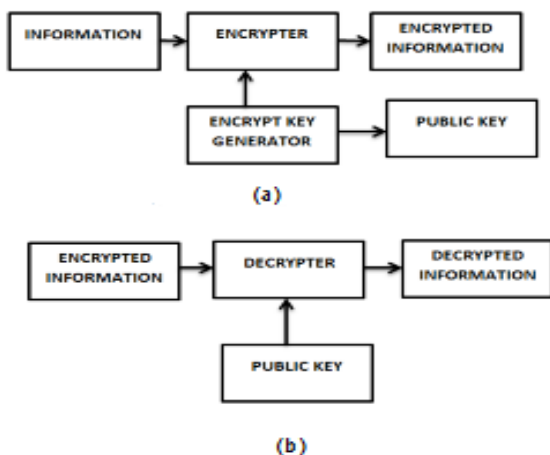 INFORMATION
ENCRYPTER
ENCRYPTED
INFORMATION
ENCRYPT KEY
GENERATOR
PUBLIC KEY
(a)
ENCRYPTED
INFORMATION
DECRYPTER
DECRYPTED
INFORMATION
PUBLIC KEY
(b)